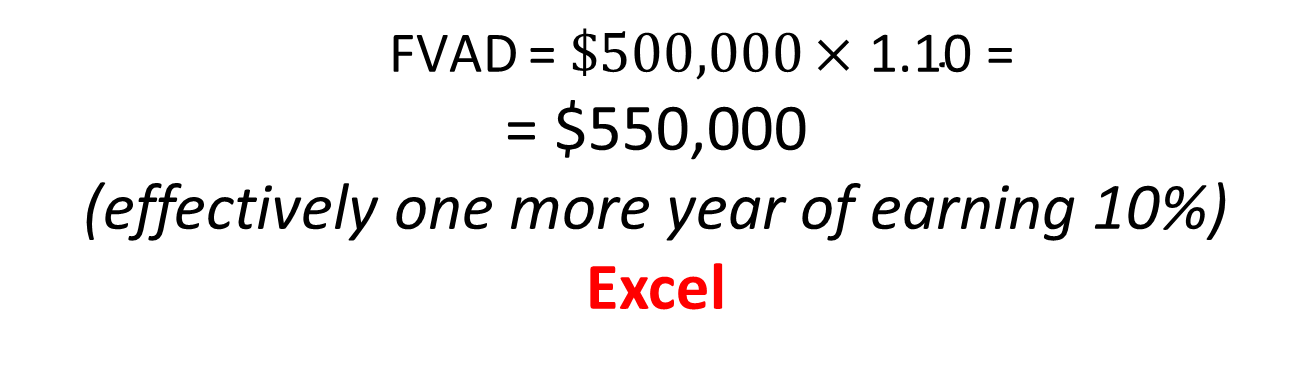 FVAD = $500,000 × 1.10 =
= $550,000
(effectively one more year of earning 10%)
Excel